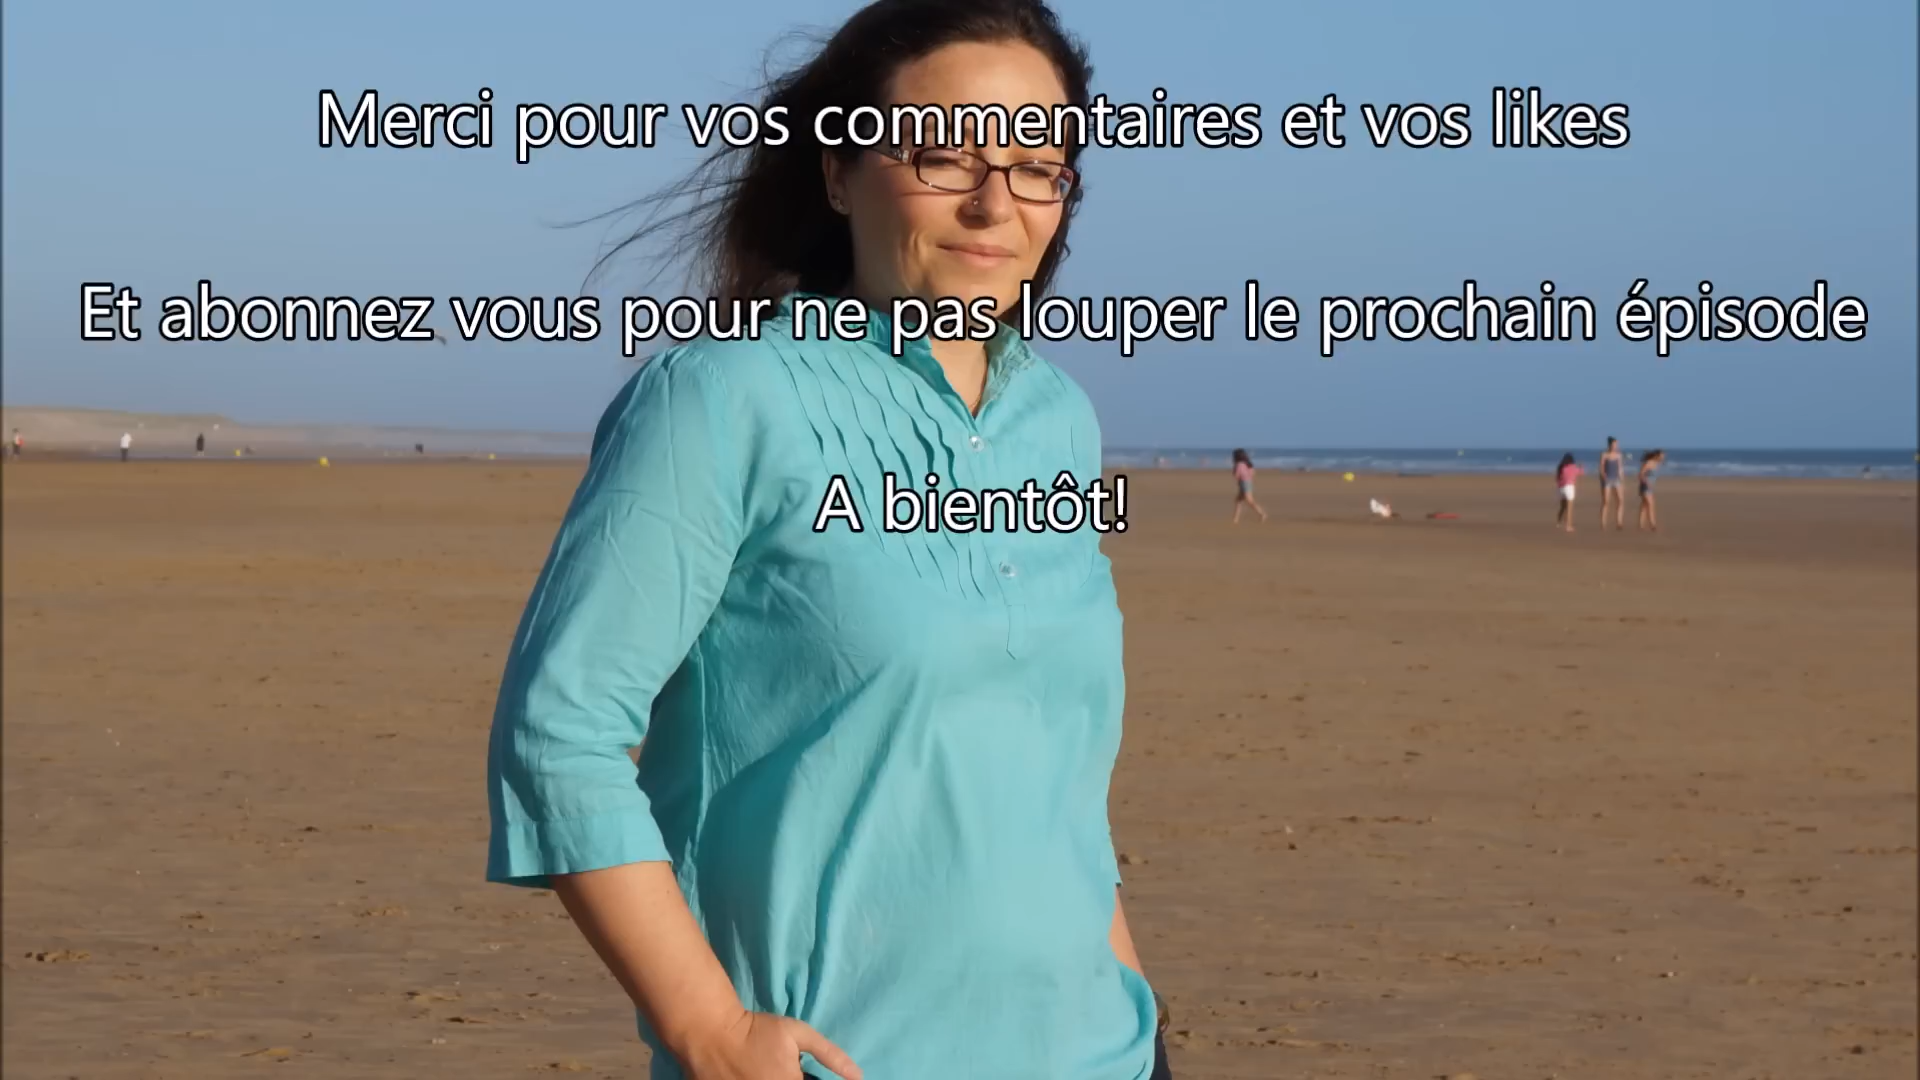 Merci pour vos commentaires et vos likes
Et abonnez vous pour ne pas louper le prochain épisode
A bientôt!